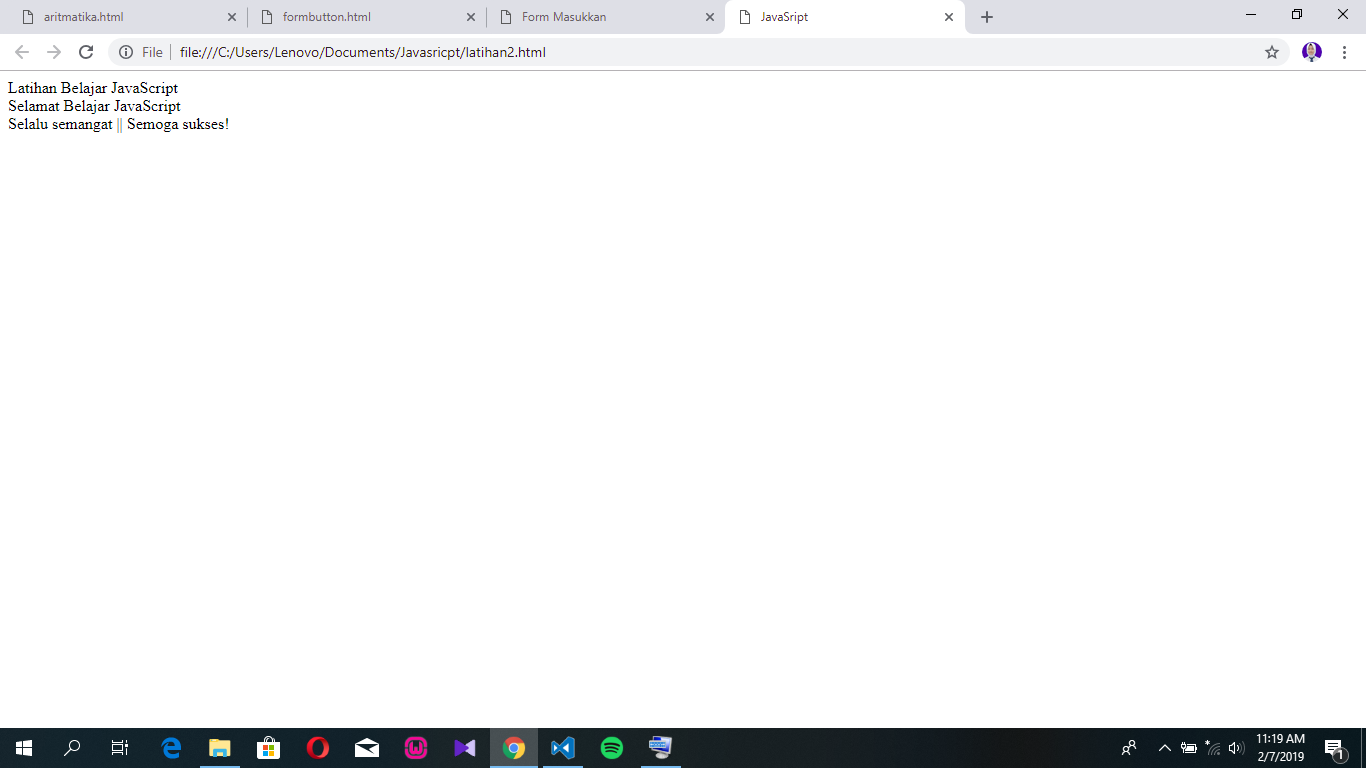 aritmatika.html
formbutton.html
Form Masukkan
JavaSript
File
file:///C:/Users/Lenovo/Documents/Javasricpt/latihan2.html
Latihan Belajar JavaScript
Selamat Belajar JavaScript
Selalu semangat || Semoga sukses!
11:19 AM
2/7/2019
1